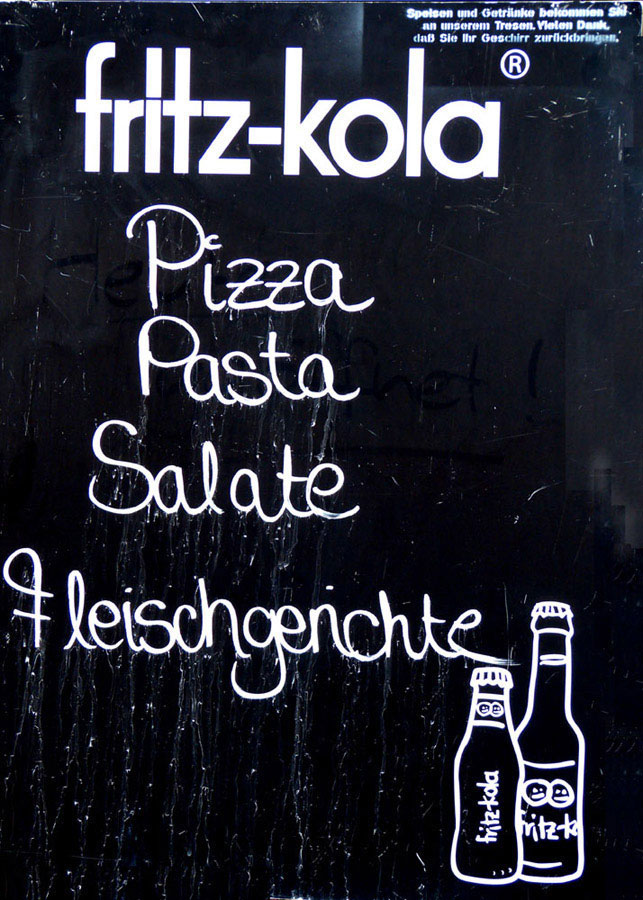 Speisen und Getränke bekommen Sie
an unserem Tresen. Vielen Dank,
daß Sie Ihr Geschirr zurückbringen.
fritz-kola®
Pizza
Pasta
Salate
Fleischgerichte
fritz-kola
fritz-k